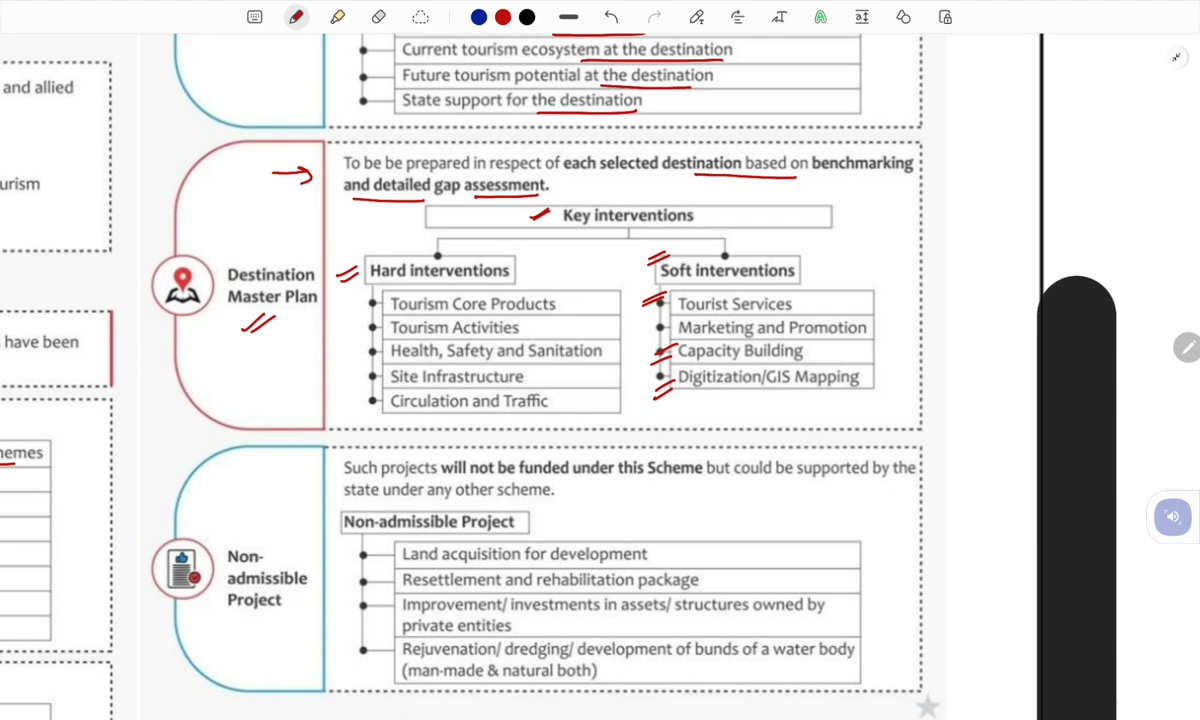 and allied
urism
have been
Current tourism ecosystem at the destination
Future tourism potential at the destination
State support for the destination
Destination
Master Plan
To be be prepared in respect of each selected destination based on benchmarking
and detailed gap assessment.
Key interventions
Hard interventions
Tourism Core Products
Tourism Activities
Health, Safety and Sanitation
Site Infrastructure
Circulation and Traffic
Soft interventions
Tourist Services
Marketing and Promotion
Capacity Building
Digitization/GIS Mapping
Non-
admissible
Project
Such projects will not be funded under this Scheme but could be supported by the
state under any other scheme.
Non-admissible Project
Land acquisition for development
Resettlement and rehabilitation package
Improvement/ investments in assets/ structures owned by
private entities
Rejuvenation/ dredging/ development of bunds of a water body
(man-made & natural both)